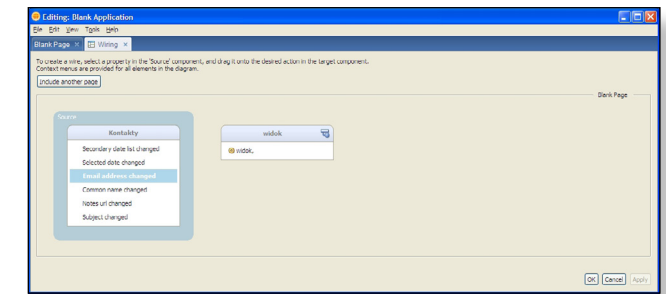 Editing: Blank Application
File Edit View Tools Help
Blank Page × Wiring ×
To create a wire, select a property in the 'Source' component, and drag it onto the desired action in the target component.
Context menus are provided for all elements in the diagram.
Include another page
Blank Page
Source
Kontakty
Secondary date list changed
Selected date changed
Email address changed
Common name changed
Notes url changed
Subject changed
widok
widok.
OK Cancel Apply